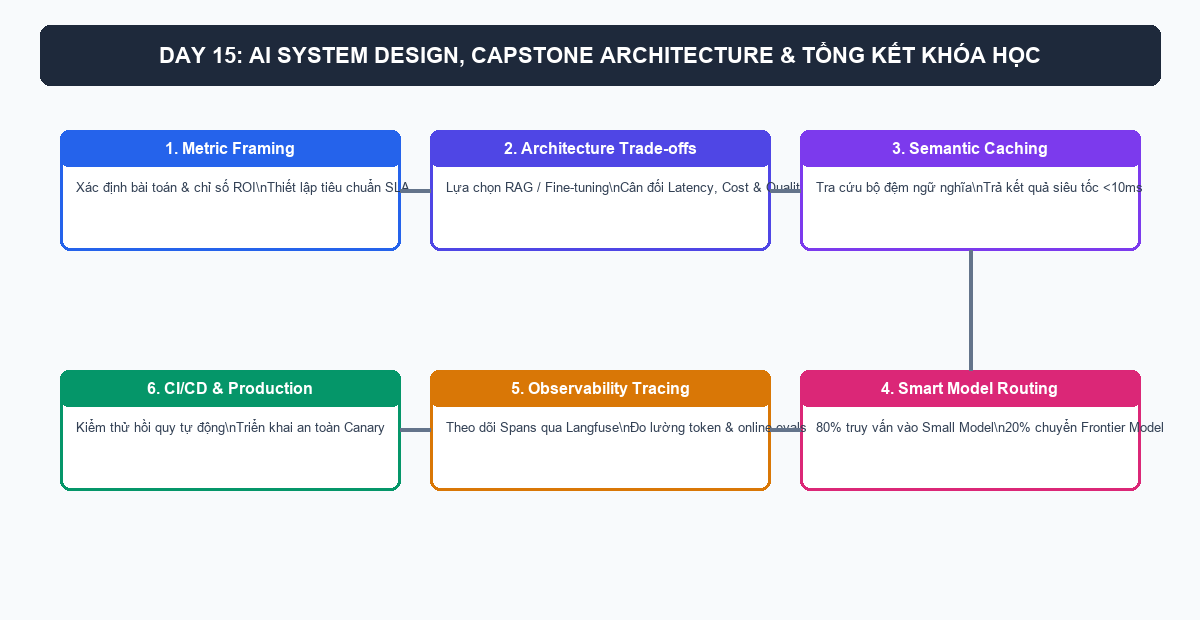 DAY 15: AI SYSTEM DESIGN, CAPSTONE ARCHITECTURE & TỔNG KẾT KHÓA HỌC
1. Metric Framing
Xác định bài toán & chỉ số ROI\nThiết lập tiêu chuẩn SLA
2. Architecture Trade-offs
Lựa chọn RAG / Fine-tuning\nCân đối Latency, Cost & Qualit
3. Semantic Caching
Tra cứu bộ đệm ngữ nghĩa\nTrả kết quả siêu tốc <10ms
6. CI/CD & Production
Kiểm thử hồi quy tự động\nTriển khai an toàn Canary
5. Observability Tracing
Theo dõi Spans qua Langfuse\nĐo lường token & online evals
4. Smart Model Routing
80% truy vấn vào Small Model\n20% chuyển Frontier Model